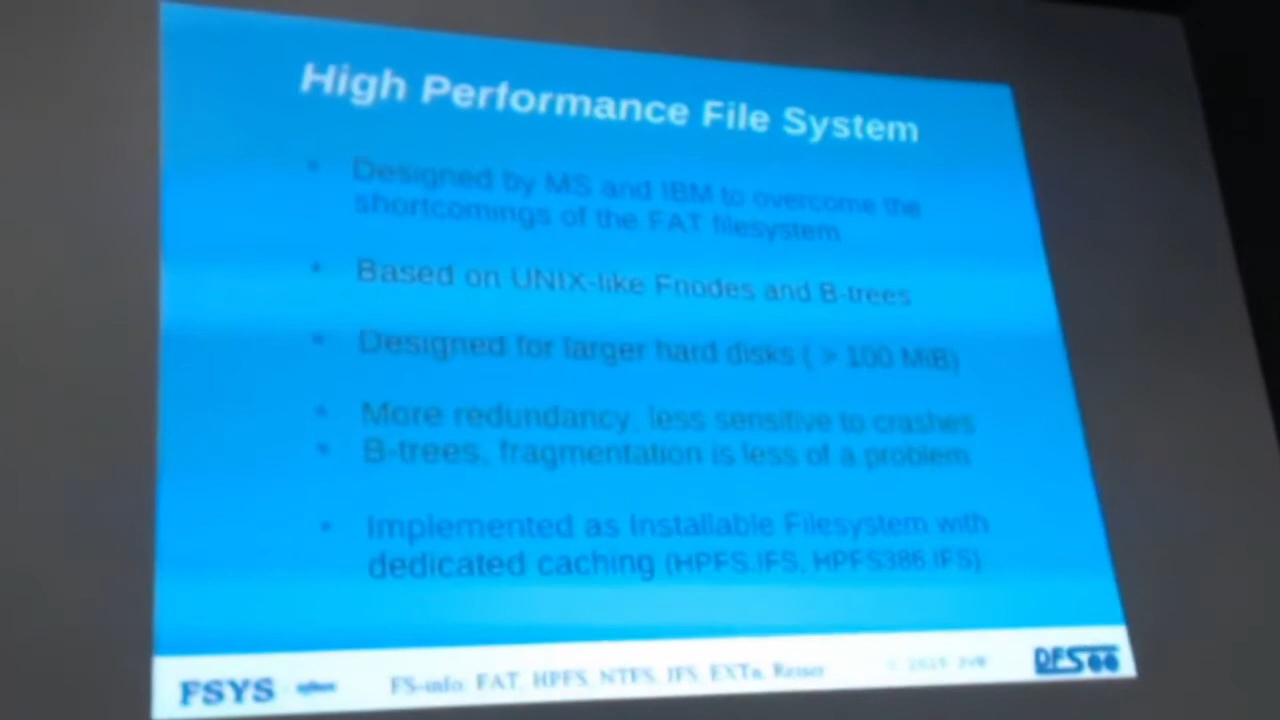 High Performance File System
• Designed by MS and IBM to overcome the
shortcomings of the FAT filesystem
• Based on UNIX-like Fnodes and B-trees
• Designed for larger hard disks ( > 100 MiB)
• More redundancy, less sensitive to crashes
• B-trees, fragmentation is less of a problem
• Implemented as Installable Filesystem with
dedicated caching (HPFS.IFS, HPFS386.IFS)
FSYS
FS-info: FAT, HPFS, NTFS, JFS, EXTn, Reiser
DFSee